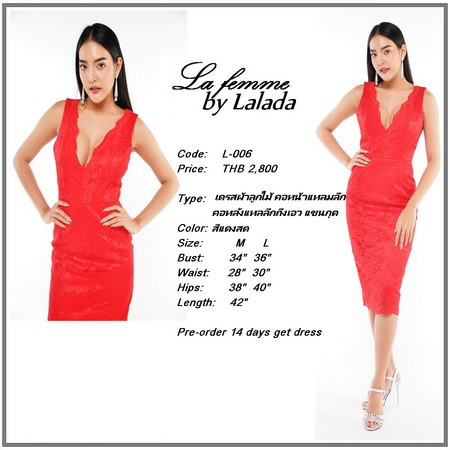 La femme
by Lalada
Code: L-006
Price: THB 2,800
Type: เดรสผ้าลูกไม้ คอหน้าแหลมลึก
คอหลังแหลลึกถึงเอว แขนกุด
Color: สีแดงสด
Size: M L
Bust: 34" 36"
Waist: 28" 30"
Hips: 38" 40"
Length: 42"
Pre-order 14 days get dress